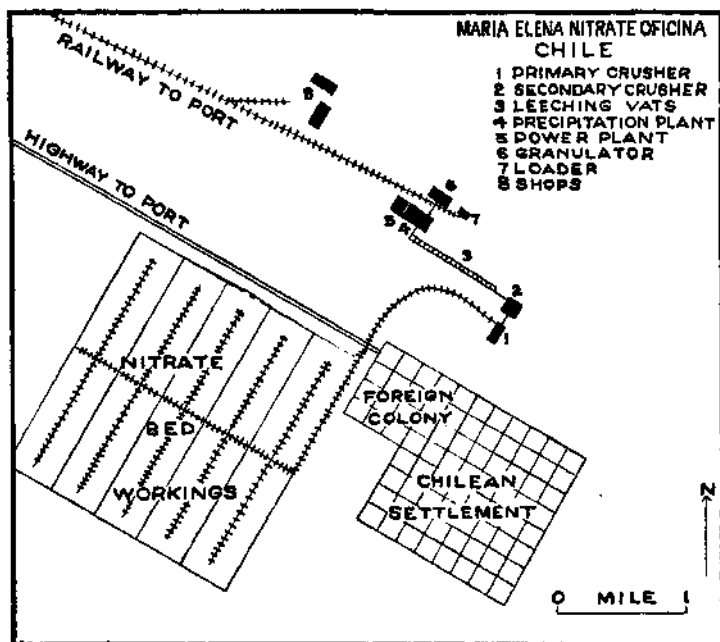 MARIA ELENA NITRATE OFICINA
CHILE
1 PRIMARY CRUSHER
2 SECONDARY CRUSHER
3 LEECHING VATS
4 PRECIPITATION PLANT
5 POWER PLANT
6 GRANULATOR
7 LOADER
8 SHOPS
RAILWAY TO PORT
8
HIGHWAY TO PORT
6
7
5 4
3
2
1
NITRATE
BED
WORKINGS
FOREIGN
COLONY
CHILEAN
SETTLEMENT
N
0 MILE 1